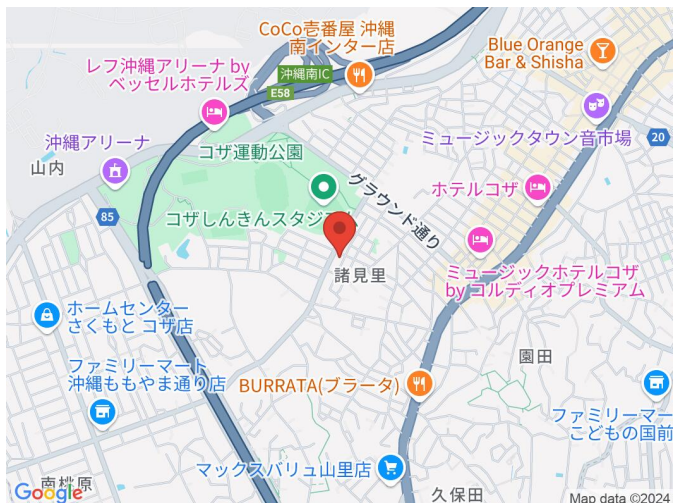 CoCo壱番屋 沖縄
南インター店
Blue Orange
Bar & Shisha
レフ沖縄アリーナ by
ベッセルホテルズ
沖縄南IC
E58
沖縄アリーナ
山内
コザ運動公園
ミュージックタウン音市場
20
グラウンド通り
ホテルコザ
85
コザしんきんスタジアム
諸見里
ミュージックホテルコザ
by コルディオプレミアム
ホームセンター
さくもと コザ店
園田
ファミリーマート
沖縄ももやま通り店
BURRATA(ブラータ)
ファミリーマー
こどもの国前
マックスバリュ山里店
南桃原
久保田
Google
Map data ©2024